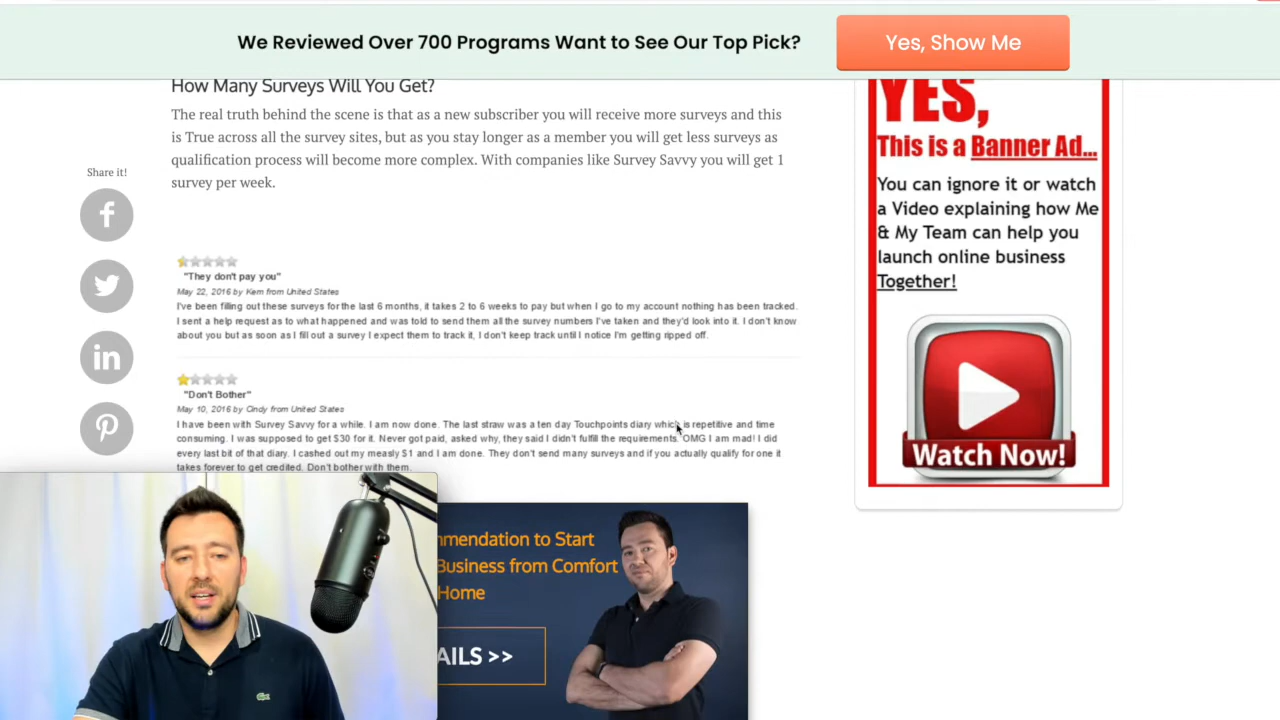 We Reviewed Over 700 Programs Want to See Our Top Pick?
Yes, Show Me
How Many Surveys Will You Get?
The real truth behind the scene is that as a new subscriber you will receive more surveys and this
is True across all the survey sites, but as you stay longer as a member you will get less surveys as
qualification process will become more complex. With companies like Survey Savvy you will get 1
survey per week.
Share it!
"They don't pay you"
May 22, 2016 by Kem from United States
I've been filling out these surveys for the last 6 months, it takes 2 to 6 weeks to pay but when I go to my account nothing has been tracked.
I sent a help request as to what happened and was told to send them all the survey numbers I've taken and they'd look into it. I don't know
about you but as soon as I fill out a survey I expect them to track it, I don't keep track until I notice I'm getting ripped off.
"Don't Bother"
May 10, 2016 by Cindy from United States
I have been with Survey Savvy for a while. I am now done. The last straw was a ten day Touchpoints diary which is repetitive and time
consuming. I was supposed to get $30 for it. Never got paid, asked why, they said I didn't fulfill the requirements. OMG I am mad! I did
every last bit of that diary. I cashed out my measly $1 and I am done. They don't send many surveys and if you actually qualify for one it
takes forever to get credited. Don't bother with them.
mmendation to Start
Business from Comfort
Home
AILS >>
YES,
This is a Banner Ad...
You can ignore it or watch
a Video explaining how Me
& My Team can help you
launch online business
Together!
Watch Now!